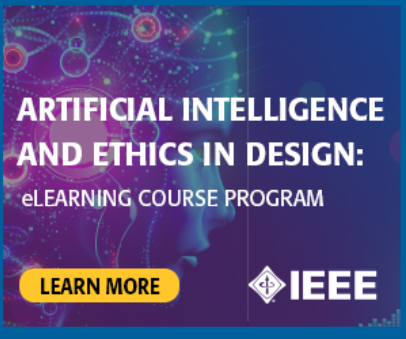 ARTIFICIAL INTELLIGENCE
AND ETHICS IN DESIGN:
eLEARNING COURSE PROGRAM
LEARN MORE
IEEE